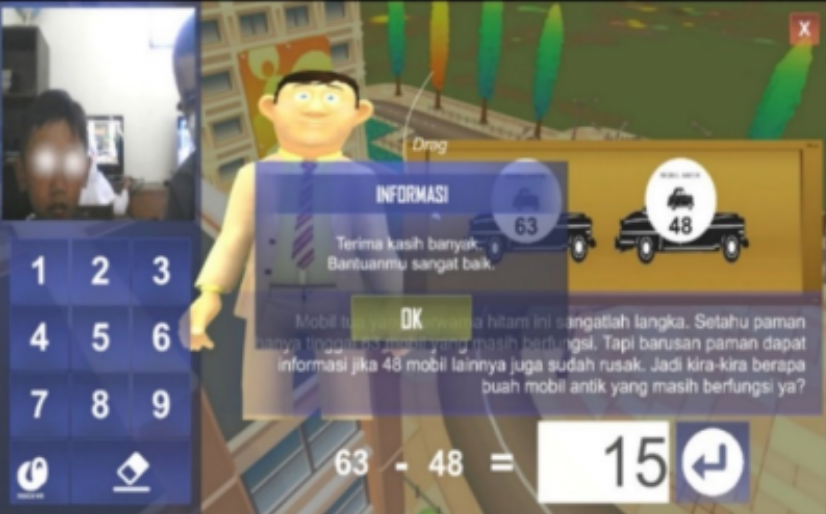 X
Drag
INFORMASI
Terima kasih banyak.
Bantuanmu sangat baik.
OK
63
48
Mobil tua yang berwarna hitam ini sangatlah langka. Setahu paman
hanya tinggal 63 mobil yang masih berfungsi. Tapi barusan paman dapat
informasi jika 48 mobil lainnya juga sudah rusak. Jadi kira-kira berapa
buah mobil antik yang masih berfungsi ya?
1 2 3
4 5 6
7 8 9
63 - 48 = 15